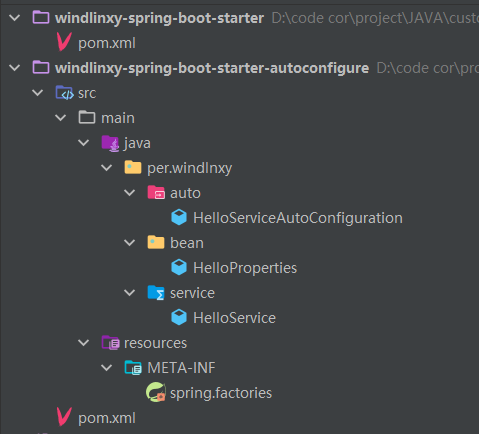 windlinxy-spring-boot-starter D:\code cor\project\JAVA\custo
pom.xml
windlinxy-spring-boot-starter-autoconfigure D:\code cor\pro
src
main
java
per.windlnxy
auto
HelloServiceAutoConfiguration
bean
HelloProperties
service
HelloService
resources
META-INF
spring.factories
pom.xml